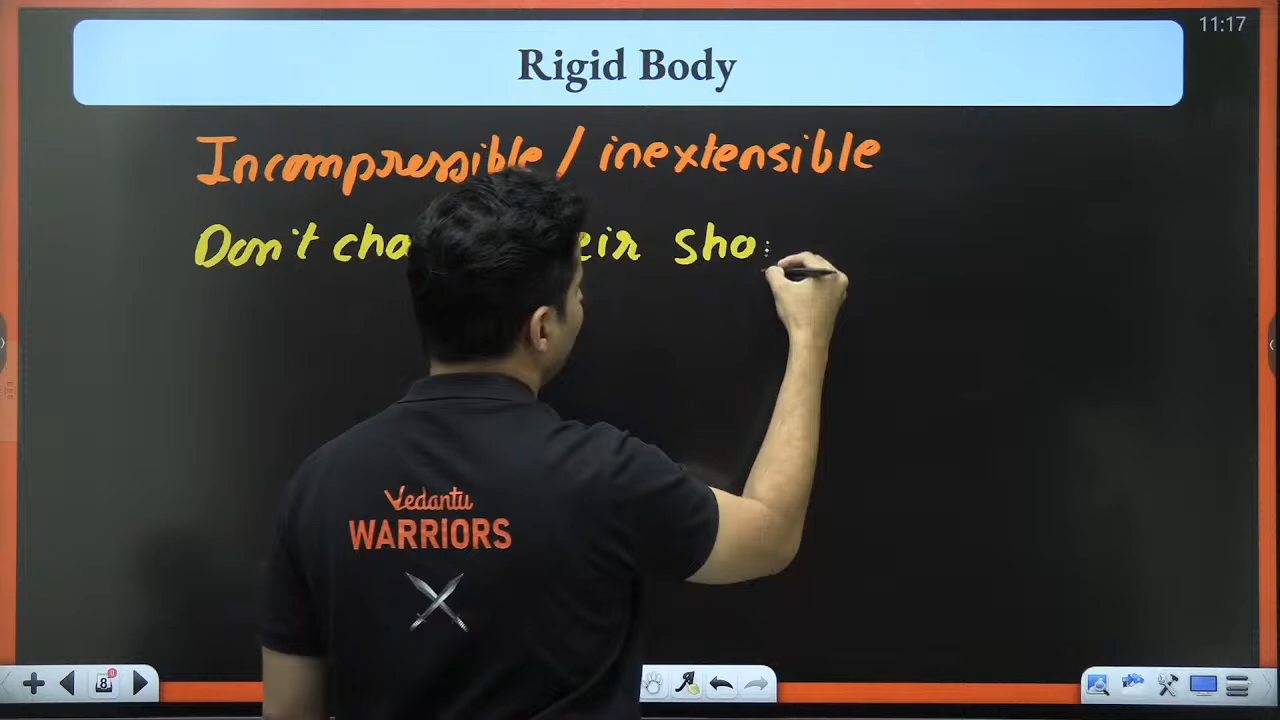 11:17
Rigid Body
Incompressible / inextensible
Don't
Vedantu
WARRIORS
8